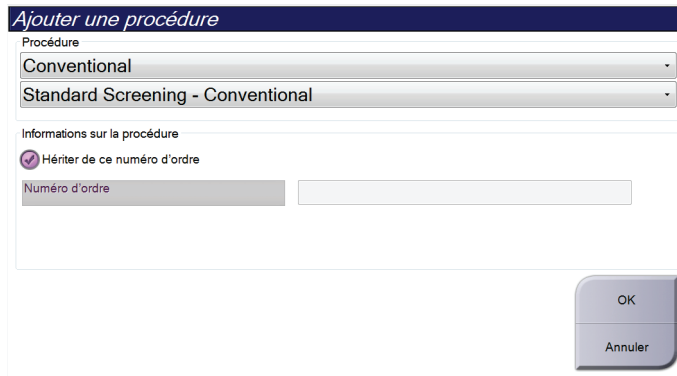 Ajouter une procédure
Procédure
Conventional
Standard Screening - Conventional
Informations sur la procédure
Hériter de ce numéro d'ordre
Numéro d'ordre
OK
Annuler